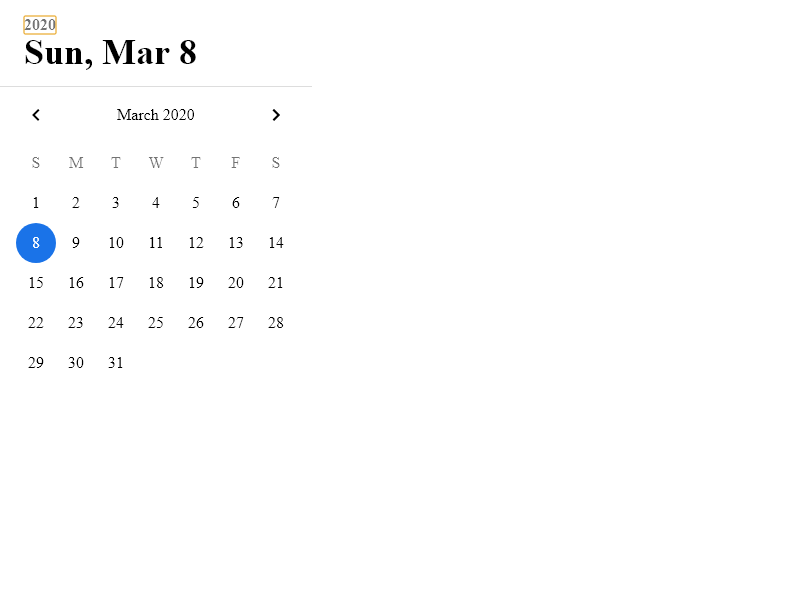 2020
Sun, Mar 8
March 2020
S M T W T F S
1 2 3 4 5 6 7
8 9 10 11 12 13 14
15 16 17 18 19 20 21
22 23 24 25 26 27 28
29 30 31